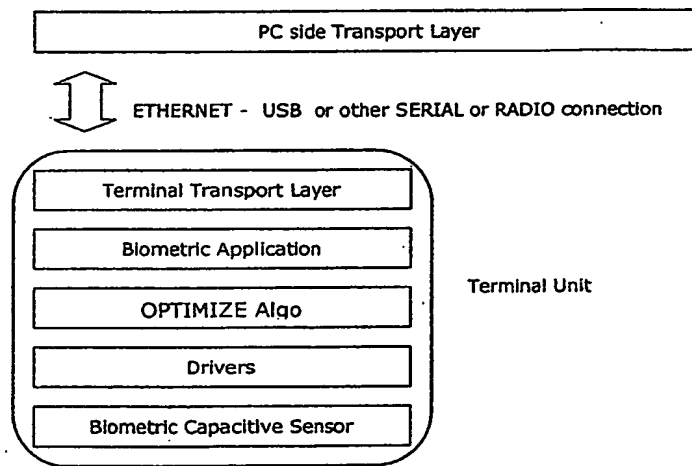 PC side Transport Layer
ETHERNET - USB or other SERIAL or RADIO connection
Terminal Transport Layer
Biometric Application
OPTIMIZE Algo
Terminal Unit
Drivers
Biometric Capacitive Sensor